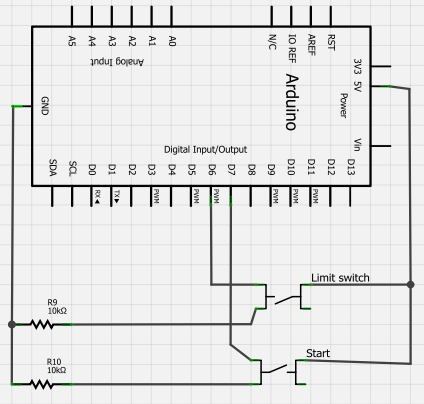 A5 A4 A3 A2 A1 A0
N/C IO REF AREF RST
Analog Input
3V3
5V
Power
GND
Arduino
Vin
Digital Input/Output
SDA SCL D0 D1 D2 D3 D4 D5 D6 D7 D8 D9 D10 D11 D12 D13
RX◀ TX▶ PWM PWM PWM PWM PWM PWM
Limit switch
R9
10kΩ
Start
R10
10kΩ